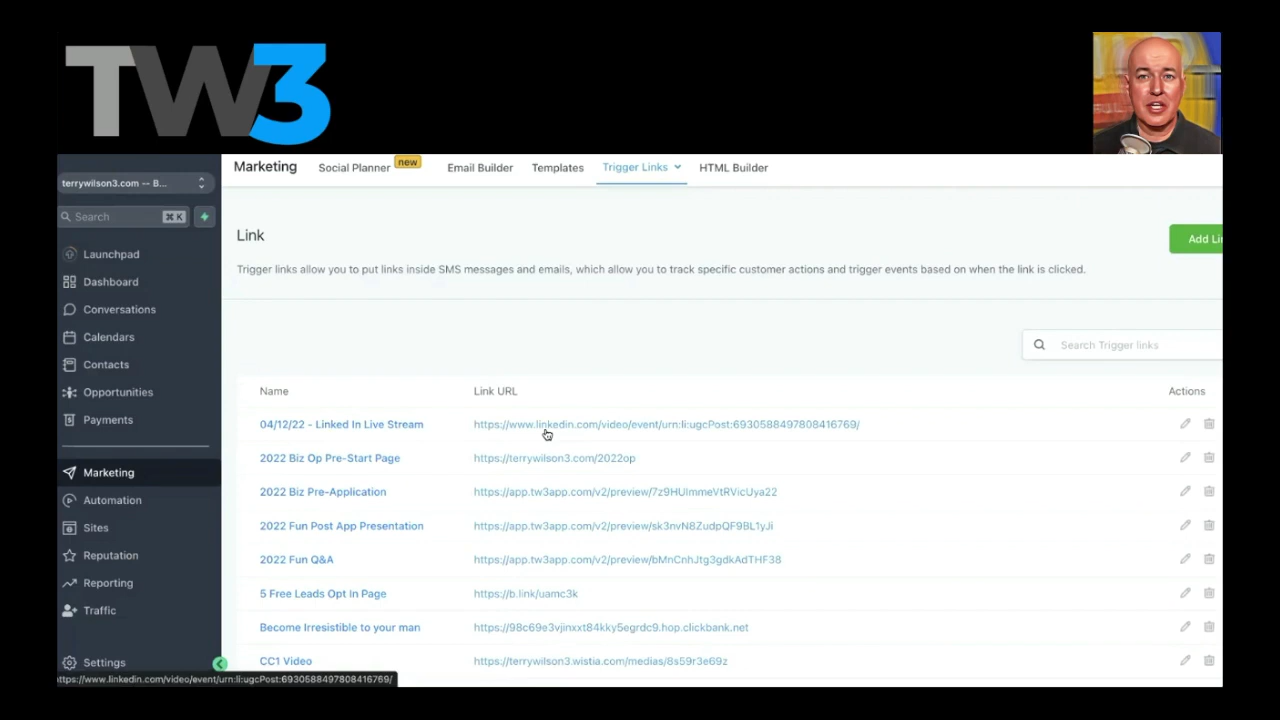 TW3
terrywilson3.com -- B...
Search
⌘ K
Launchpad
Dashboard
Conversations
Calendars
Contacts
Opportunities
Payments
Marketing
Automation
Sites
Reputation
Reporting
Traffic
Settings
Marketing Social Planner new Email Builder Templates Trigger Links HTML Builder
Link
Add Li
Trigger links allow you to put links inside SMS messages and emails, which allow you to track specific customer actions and trigger events based on when the link is clicked.
Search Trigger links
Name Link URL Actions
04/12/22 - Linked In Live Stream https://www.linkedin.com/video/event/urn:li:ugcPost:6930588497808416769/
2022 Biz Op Pre-Start Page https://terrywilson3.com/2022op
2022 Biz Pre-Application https://app.tw3app.com/v2/preview/7z9HUImmeVtRVicUya22
2022 Fun Post App Presentation https://app.tw3app.com/v2/preview/sk3nvN8ZudpQF9BL1yJi
2022 Fun Q&A https://app.tw3app.com/v2/preview/bMnCnhJtg3gdkAdTHF38
5 Free Leads Opt In Page https://b.link/uamc3k
Become Irresistible to your man https://98c69e3vjinxxt84kky5egrdc9.hop.clickbank.net
CC1 Video https://terrywilson3.wistia.com/medias/8s59r3e69z
https://www.linkedin.com/video/event/urn:li:ugcPost:6930588497808416769/